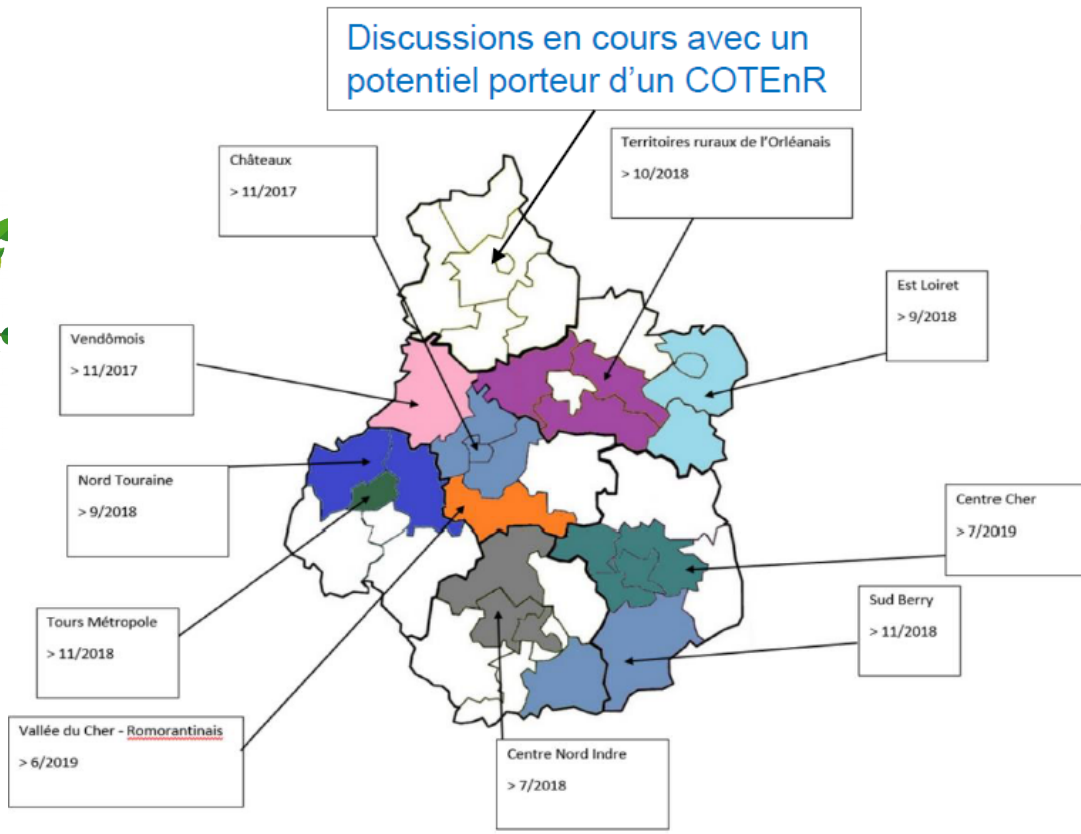 Discussions en cours avec un
potentiel porteur d'un COTEnR
Territoires ruraux de l'Orléanais
> 10/2018
Châteaux
> 11/2017
Est Loiret
> 9/2018
Vendômois
> 11/2017
Nord Touraine
> 9/2018
Centre Cher
> 7/2019
Sud Berry
> 11/2018
Tours Métropole
> 11/2018
Vallée du Cher - Romorantinais
> 6/2019
Centre Nord Indre
> 7/2018